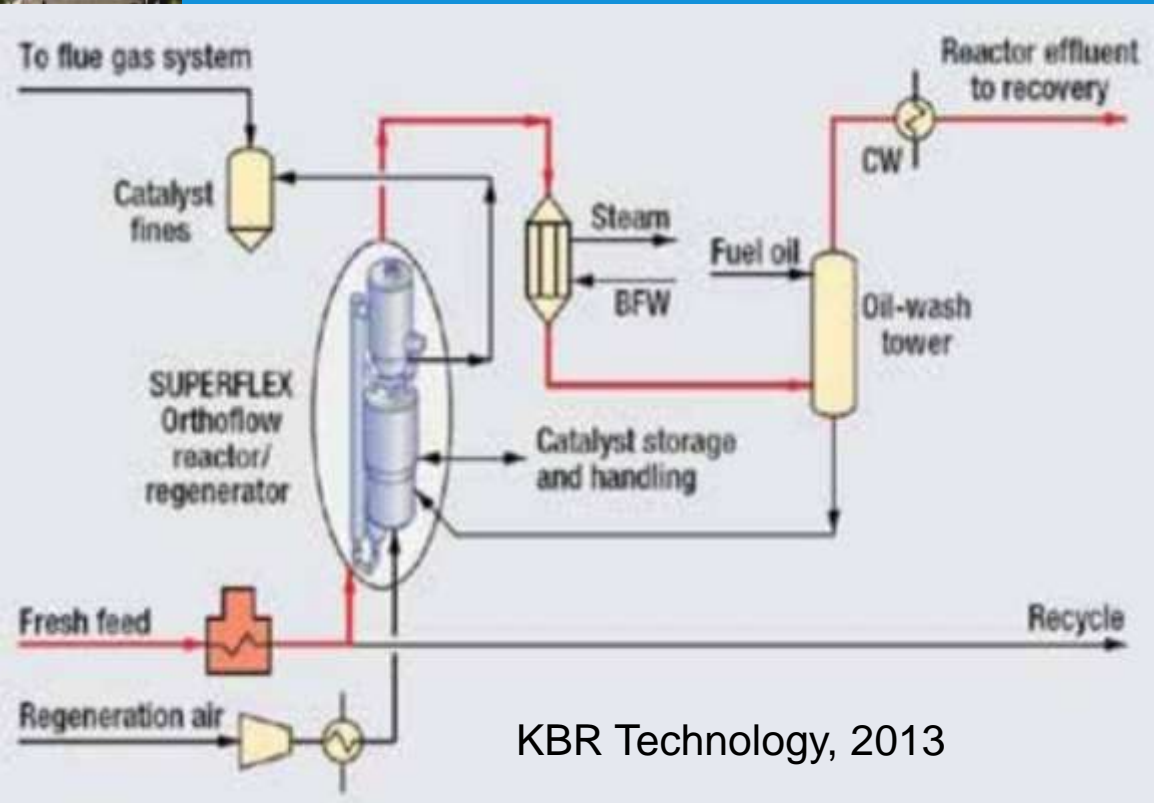 To flue gas system
Reactor effluent
to recovery
CW
Catalyst
fines
Steam
Fuel oil
BFW
Oil-wash
tower
SUPERFLEX
Orthoflow
reactor/
regenerator
Catalyst storage
and handling
Fresh feed
Recycle
Regeneration air
KBR Technology, 2013